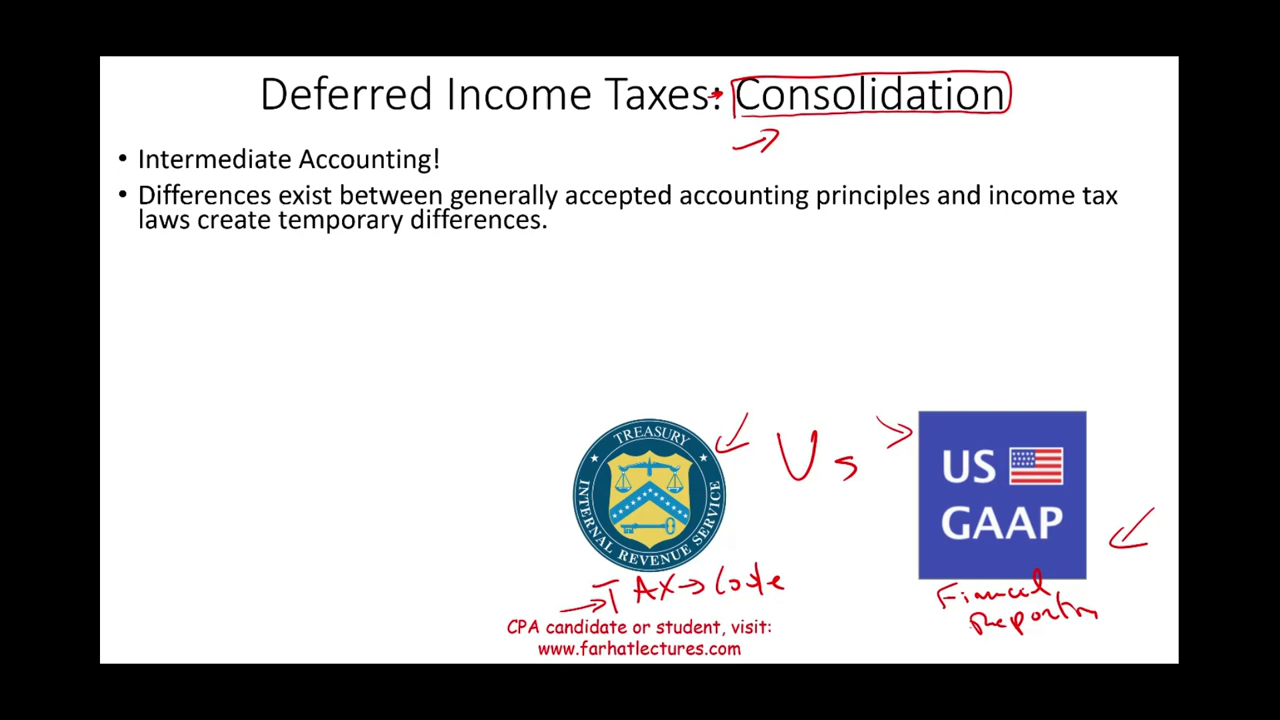 Deferred Income Taxes: Consolidation
• Intermediate Accounting!
• Differences exist between generally accepted accounting principles and income tax
laws create temporary differences.
TREASURY
INTERNAL REVENUE SERVICE
Vs
US
GAAP
TAX → Code
Financial
Reporting
CPA candidate or student, visit:
www.farhatlectures.com